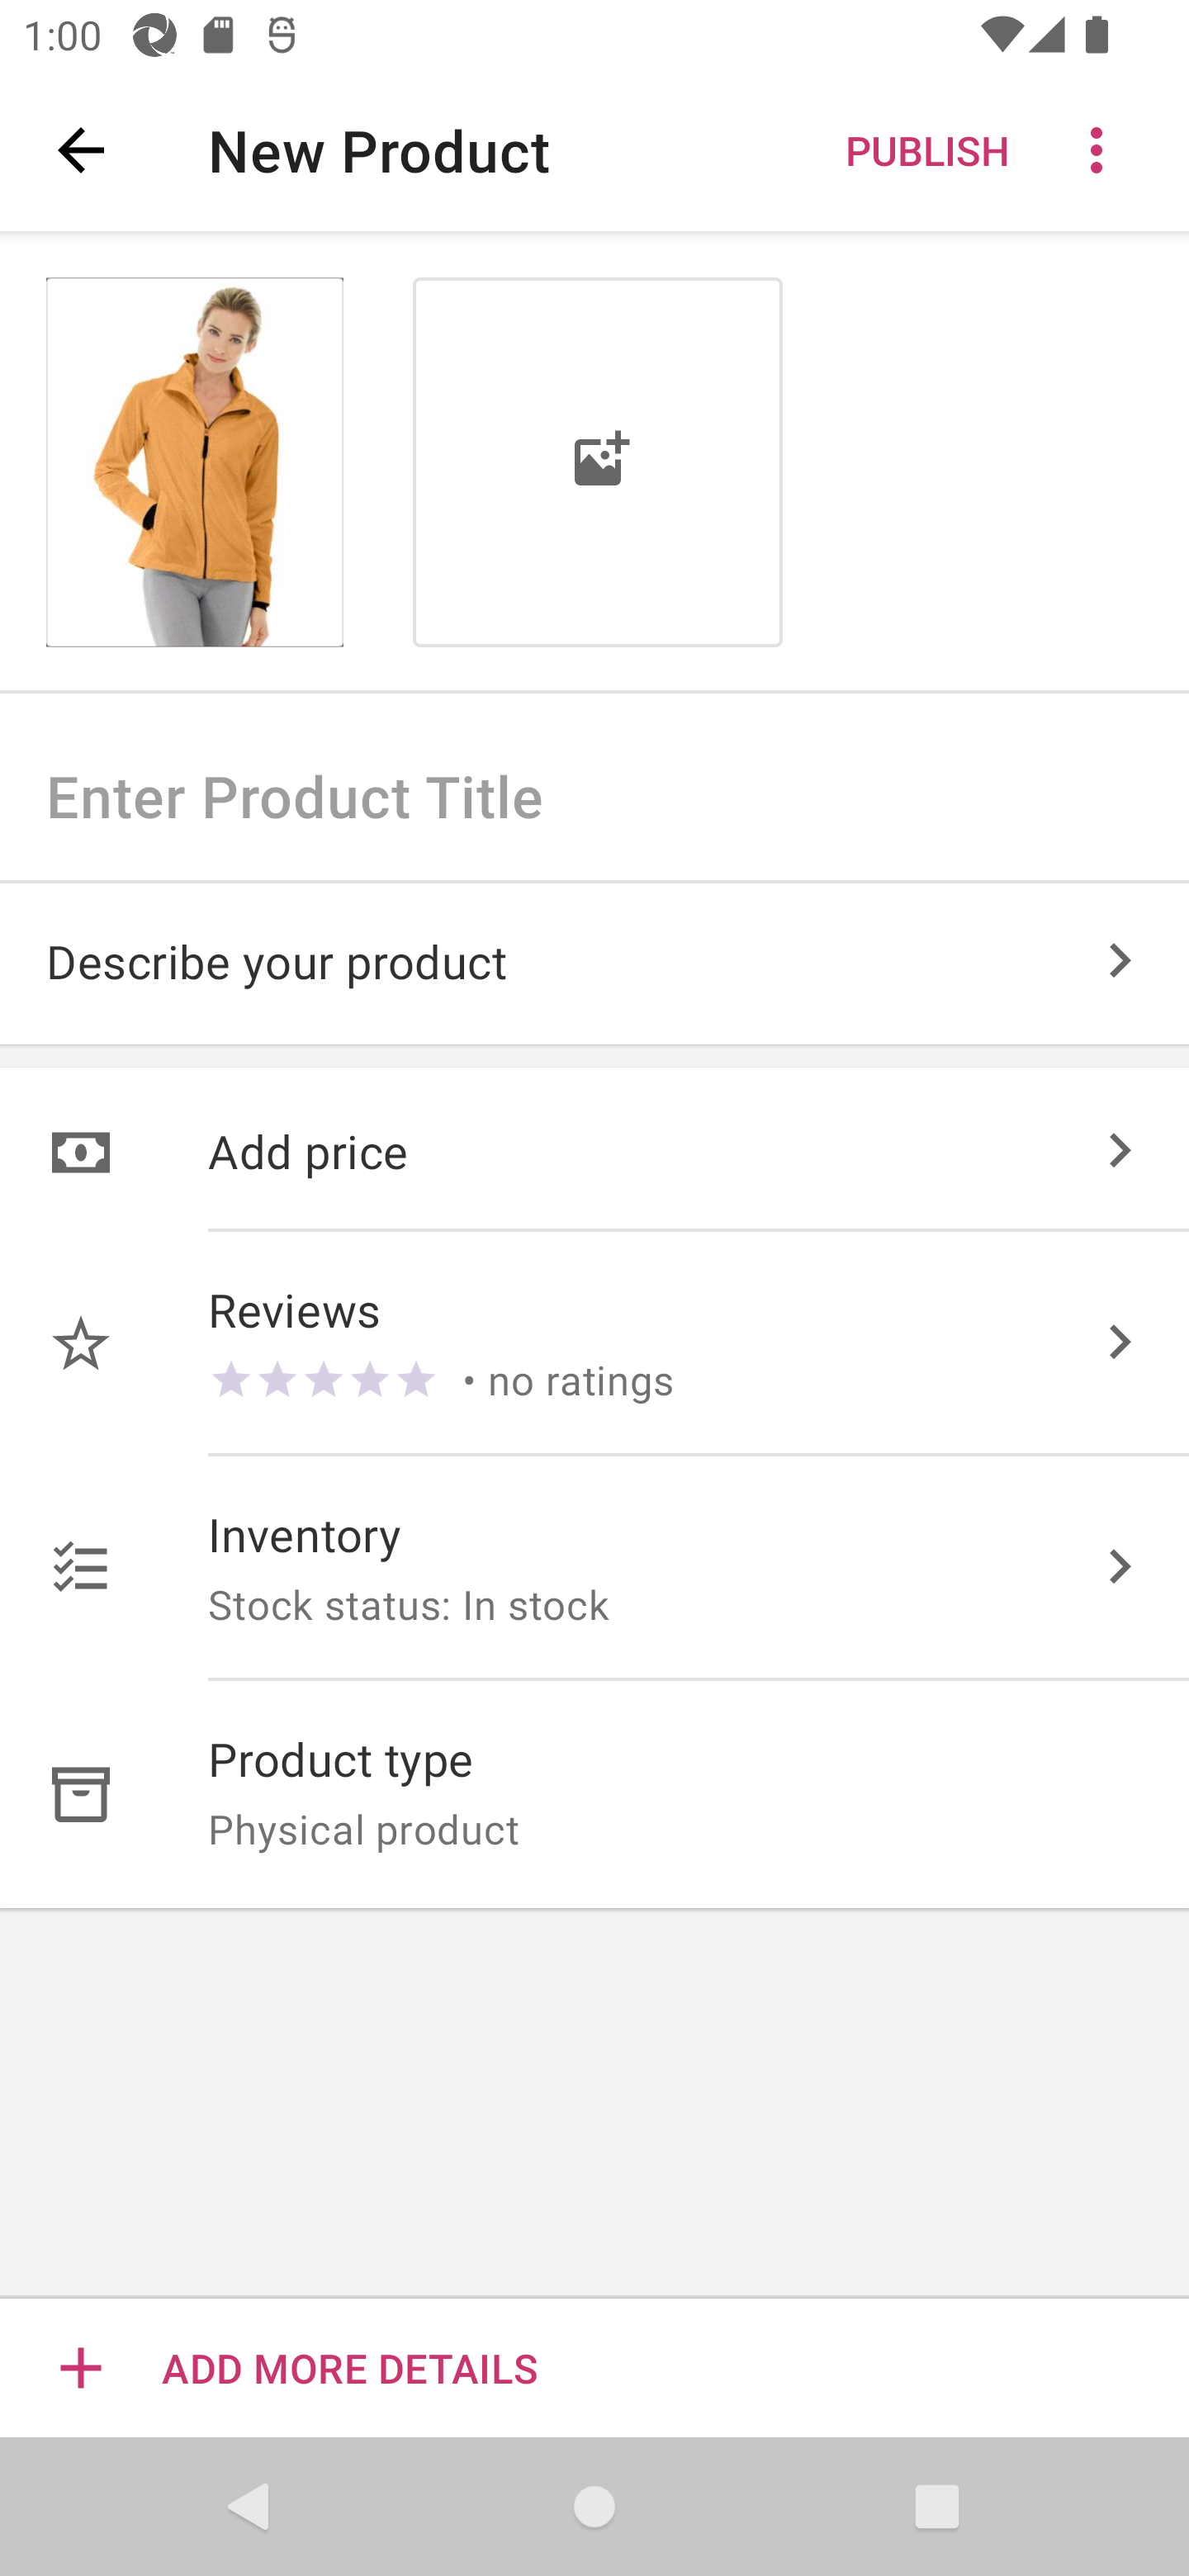 1:00
New Product
PUBLISH
Enter Product Title
Describe your product
Add price
Reviews
• no ratings
Inventory
Stock status: In stock
Product type
Physical product
ADD MORE DETAILS